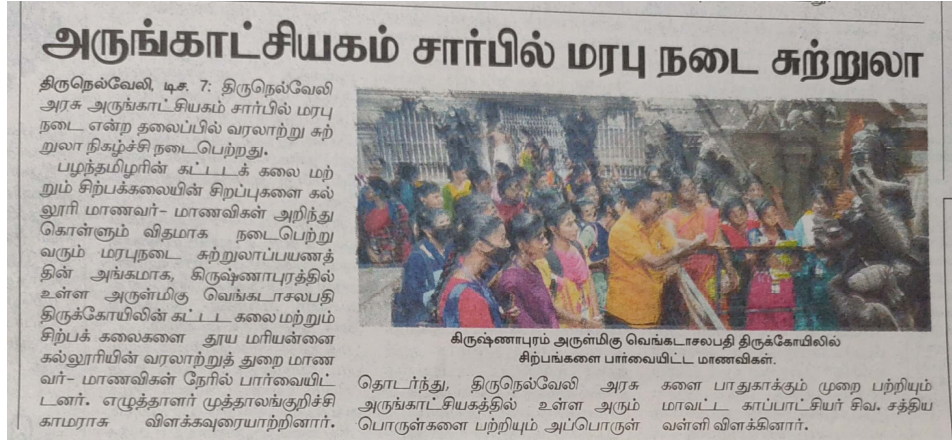 அருங்காட்சியகம் சார்பில் மரபு நடை சுற்றுலா
திருநெல்வேலி, டிச. 7: திருநெல்வேலி
அரசு அருங்காட்சியகம் சார்பில் மரபு
நடை என்ற தலைப்பில் வரலாற்று சுற்
றுலா நிகழ்ச்சி நடைபெற்றது.
பழந்தமிழரின் கட்டடக் கலை மற்
றும் சிற்பக்கலையின் சிறப்புகளை கல்
லூரி மாணவர்- மாணவிகள் அறிந்து
கொள்ளும் விதமாக நடைபெற்று
வரும் மரபுநடை சுற்றுலாப்பயணத்
தின் அங்கமாக, கிருஷ்ணாபுரத்தில்
உள்ள அருள்மிகு வெங்கடாசலபதி
திருக்கோயிலின் கட்டட கலை மற்றும்
சிற்பக் கலைகளை தூய மரியன்னை
கல்லூரியின் வரலாற்றுத் துறை மாண
வர்- மாணவிகள் நேரில் பார்வையிட்
டனர். எழுத்தாளர் முத்தாலங்குறிச்சி
காமராசு விளக்கவுரையாற்றினார்.
கிருஷ்ணாபுரம் அருள்மிகு வெங்கடாசலபதி திருக்கோயிலில்
சிற்பங்களை பார்வையிட்ட மாணவிகள்.
தொடர்ந்து, திருநெல்வேலி அரசு
அருங்காட்சியகத்தில் உள்ள அரும்
பொருள்களை பற்றியும் அப்பொருள்
களை பாதுகாக்கும் முறை பற்றியும்
மாவட்ட காப்பாட்சியர் சிவ. சத்திய
வள்ளி விளக்கினார்.